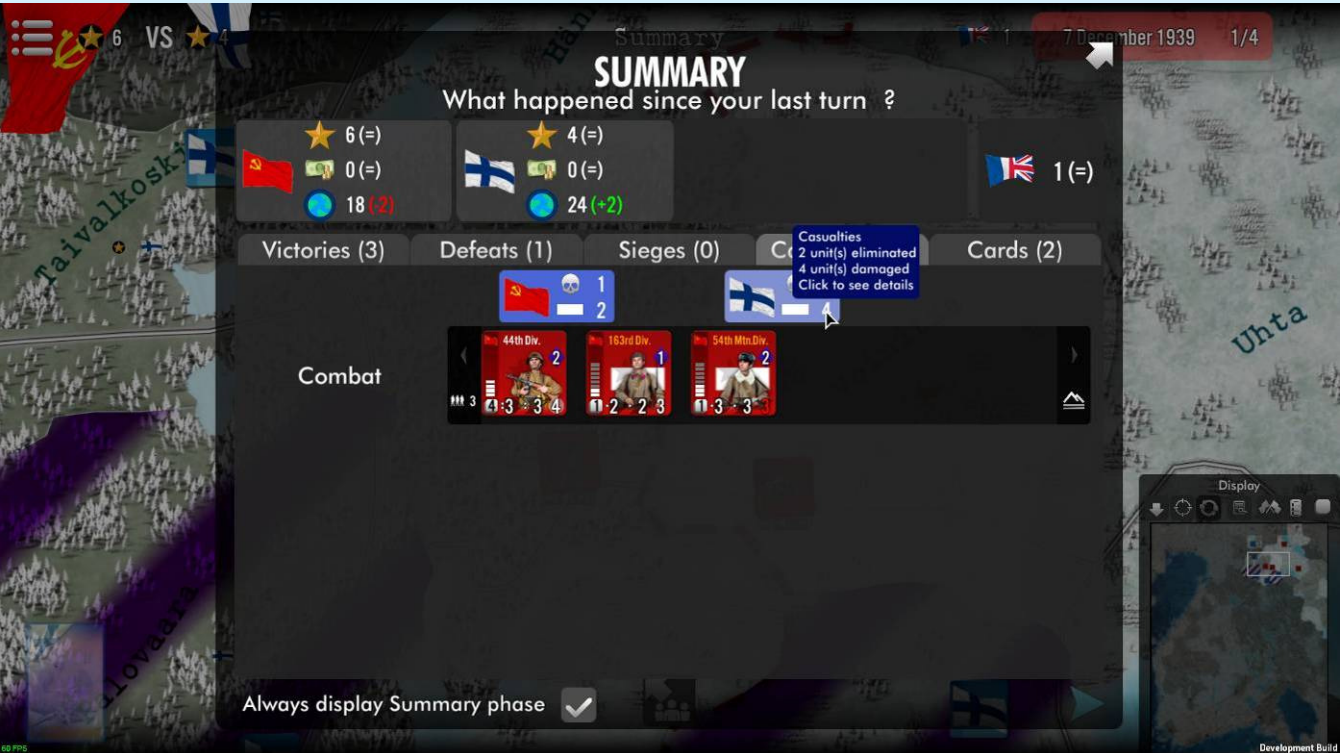 6 VS 4
Summary
1
7 December 1939 1/4
SUMMARY
What happened since your last turn ?
6 (=)
0 (=)
18 (-2)
4 (=)
0 (=)
24 (+2)
1 (=)
Victories (3)
Defeats (1)
Sieges (0)
Casualties
2 unit(s) eliminated
4 unit(s) damaged
Click to see details
Cards (2)
1
2
4
Combat
3
44th Div.
2
4 3 3 4
163rd Div.
1
1 2 2 3
54th Mtn.Div.
2
1 3 3 3
Taivalkoski
Uhta
Display
Always display Summary phase
60 FPS
Development Build